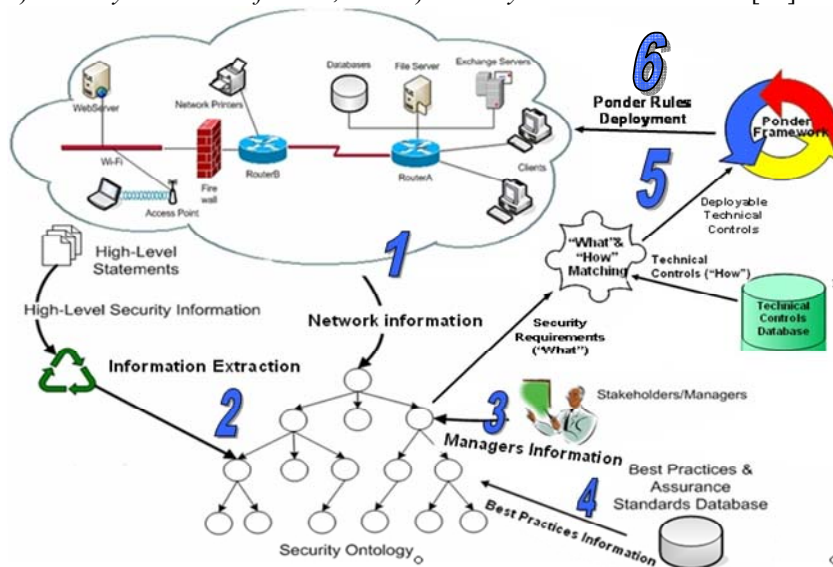 6
Ponder Rules
Deployment
Ponder
Framework
Databases
File Server
Exchange Servers
WebServer
Network Printers
Wi-Fi
Fire
wall
RouterB
RouterA
Clients
Access Point
5
Deployable
Technical
Controls
"What"&
"How"
Matching
Technical
Controls ("How")
Technical
Controls
Database
1
High-Level
Statements
High-Level Security Information
Network information
Security
Requirements
("What")
Information Extraction
2
3
Stakeholders/Managers
Managers Information
4
Best Practices &
Assurance
Standards Database
Best Practices Information
Security Ontology